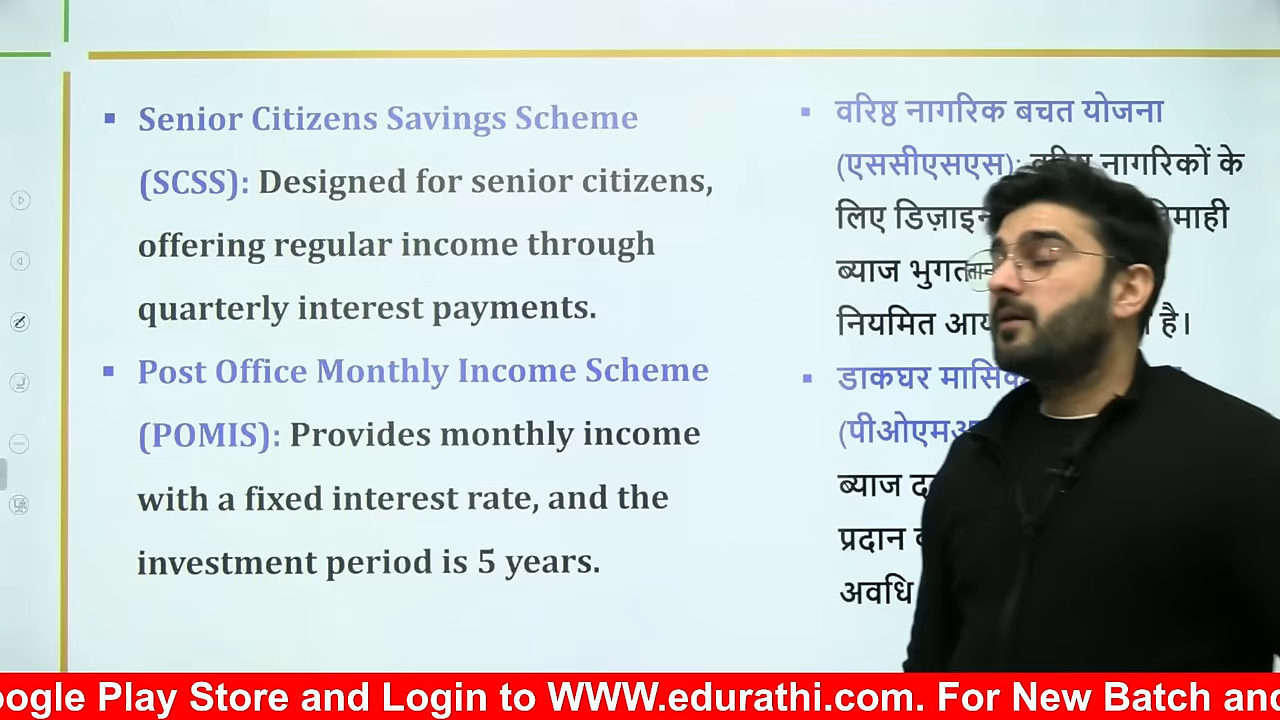 Senior Citizens Savings Scheme
(SCSS): Designed for senior citizens,
offering regular income through
quarterly interest payments.
Post Office Monthly Income Scheme
(POMIS): Provides monthly income
with a fixed interest rate, and the
investment period is 5 years.
वरिष्ठ नागरिक बचत योजना
(एससीएसएस): वरिष्ठ नागरिकों के
लिए
ब्याज
नियमित है।
डाकघर
ब्याज
प्रदान
अवधि
Play Store and Login to WWW.edurathi.com. For New Batch